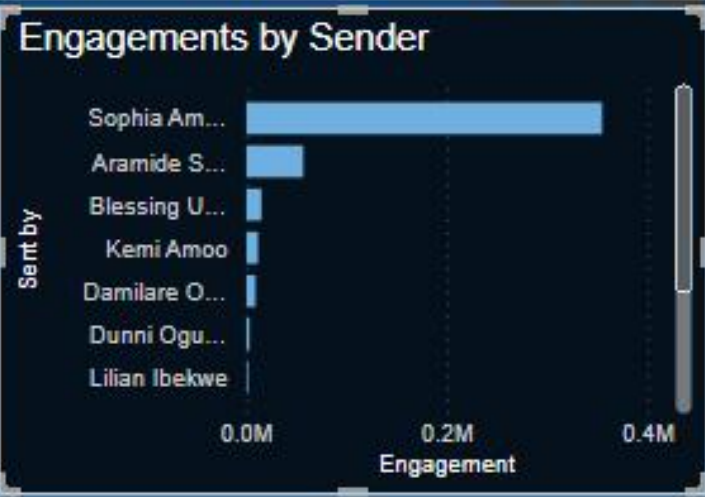 Engagements by Sender
Sent by
Sophia Am...
Aramide S...
Blessing U...
Kemi Amoo
Damilare O...
Dunni Ogu...
Lilian Ibekwe
0.0M 0.2M 0.4M
Engagement